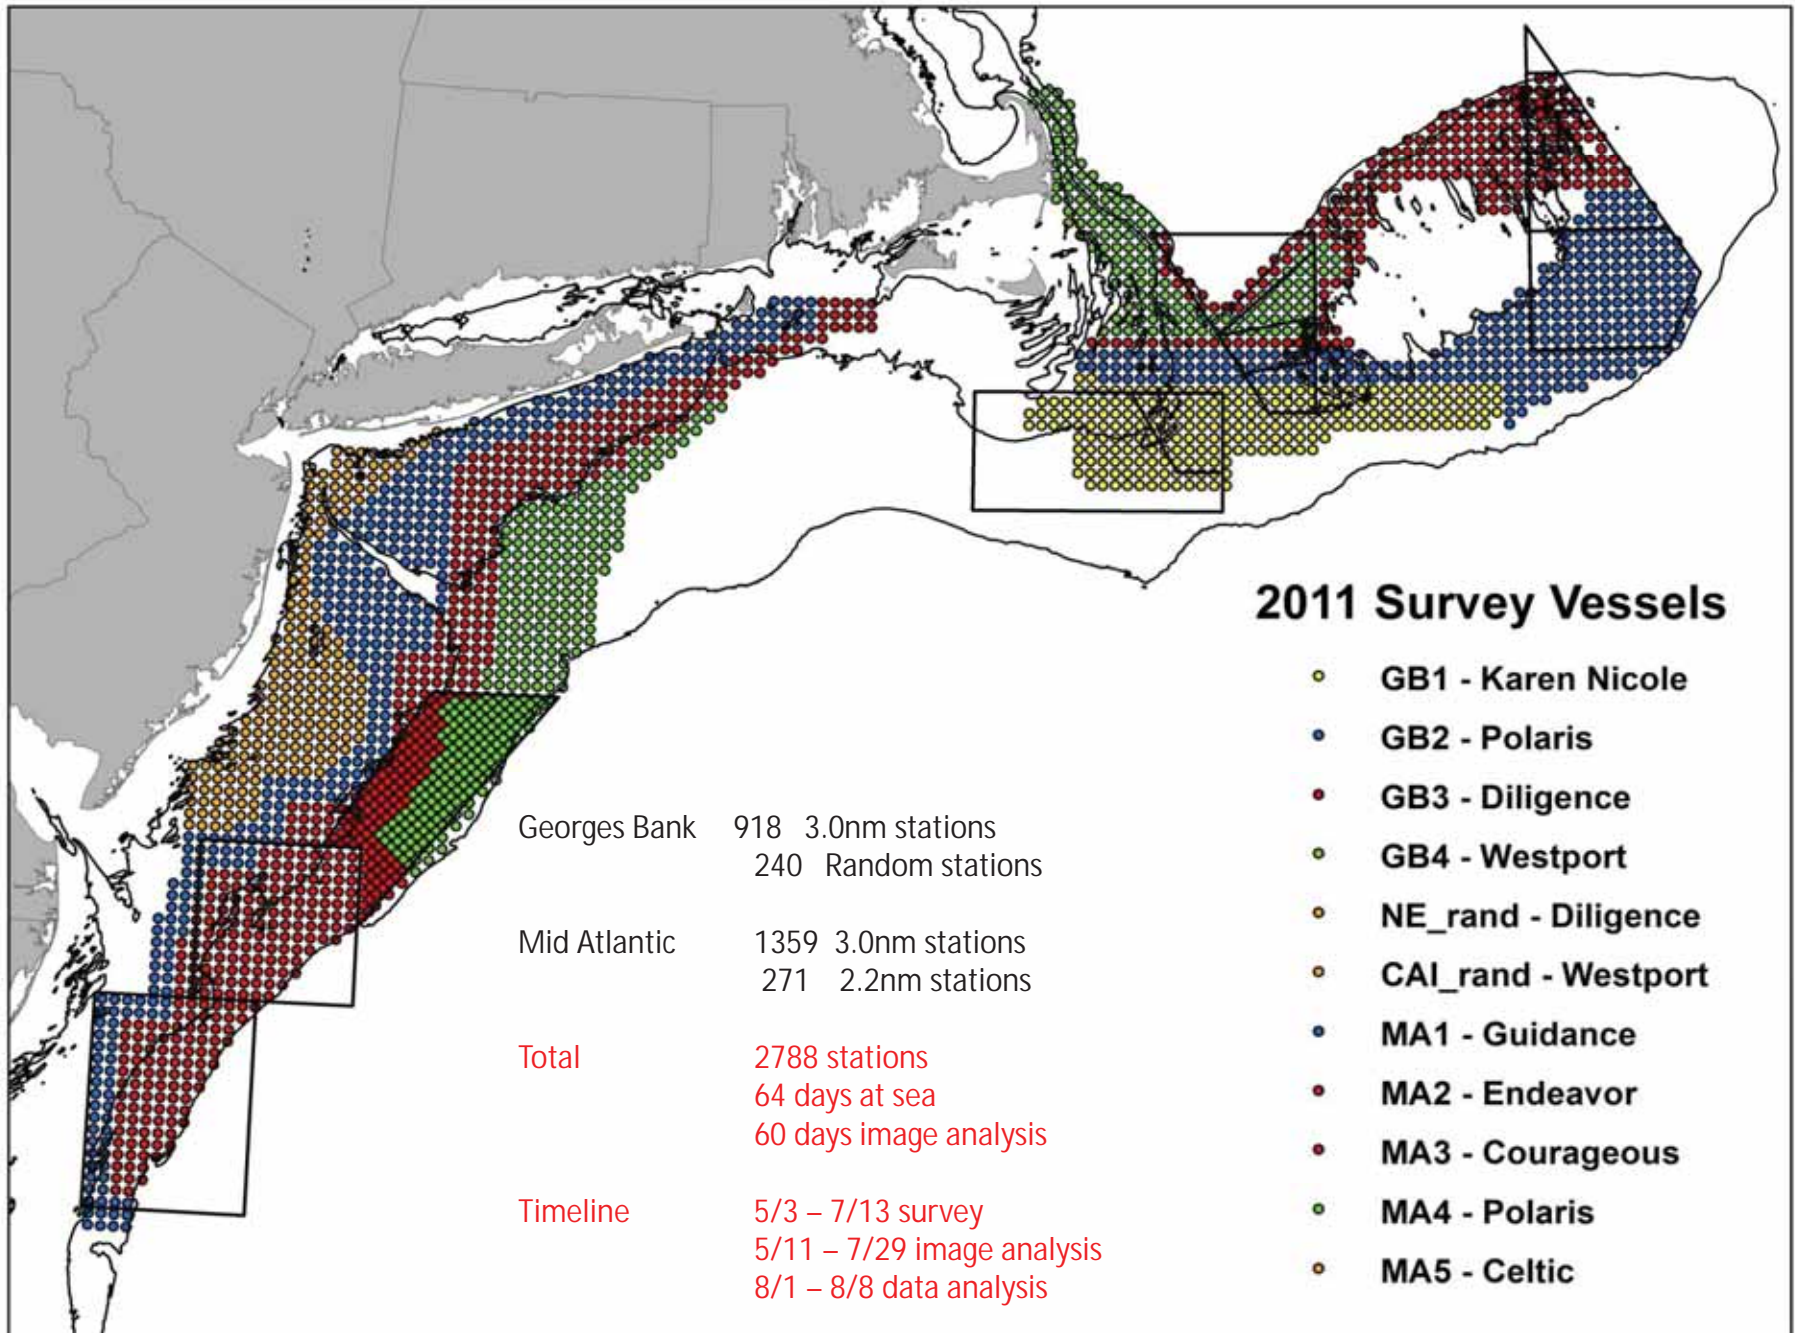 2011 Survey Vessels
GB1 - Karen Nicole
GB2 - Polaris
GB3 - Diligence
GB4 - Westport
NE_rand - Diligence
CAI_rand - Westport
MA1 - Guidance
MA2 - Endeavor
MA3 - Courageous
MA4 - Polaris
MA5 - Celtic
Georges Bank 918 3.0nm stations
240 Random stations
Mid Atlantic 1359 3.0nm stations
271 2.2nm stations
Total 2788 stations
64 days at sea
60 days image analysis
Timeline 5/3 – 7/13 survey
5/11 – 7/29 image analysis
8/1 – 8/8 data analysis